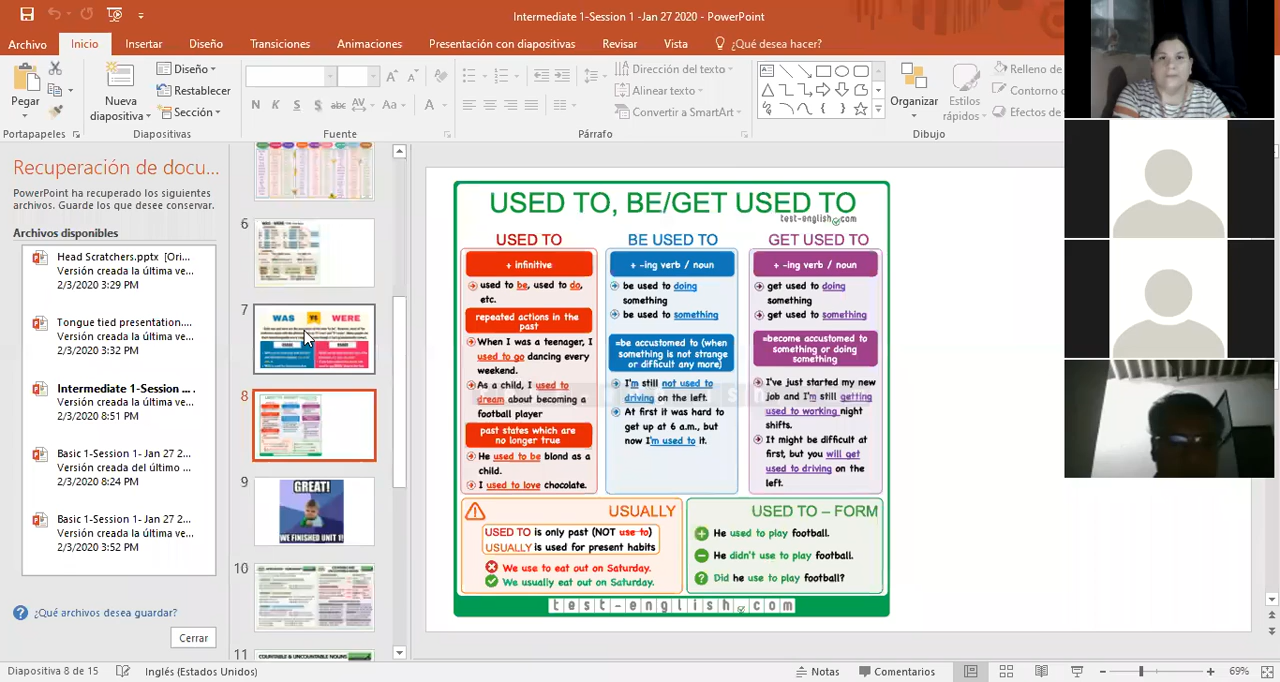 Intermediate 1-Session 1 -Jan 27 2020 - PowerPoint
Archivo
Inicio
Insertar
Diseño
Transiciones
Animaciones
Presentación con diapositivas
Revisar
Vista
¿Qué desea hacer?
Pegar
Nueva
diapositiva
Diseño
Restablecer
Sección
N K S S abc AV Aa A
Dirección del texto
Alinear texto
Convertir a SmartArt
Organizar
Estilos
rápidos
Relleno de
Contorno
Efectos de
Portapapeles
Diapositivas
Fuente
Párrafo
Dibujo
Recuperación de docu...
PowerPoint ha recuperado los siguientes
archivos. Guarde los que desee conservar.
Archivos disponibles
Head Scratchers.pptx [Ori...
Versión creada la última ve...
2/3/2020 3:29 PM
Tongue tied presentation....
Versión creada la última ve...
2/3/2020 3:32 PM
Intermediate 1-Session ... .
Versión creada la última ve...
2/3/2020 8:51 PM
Basic 1-Session 1- Jan 27 2...
Versión creada del último ...
2/3/2020 8:24 PM
Basic 1-Session 1- Jan 27 2...
Versión creada la última ve...
2/3/2020 3:52 PM
¿Qué archivos desea guardar?
Cerrar
6
7
WAS VS WERE
8
9
GREAT!
WE FINISHED UNIT 1!
10
11
COUNTABLE & UNCOUNTABLE NOUNS
USED TO, BE/GET USED TO
test-english.com
USED TO
+ infinitive
used to be, used to do,
etc.
repeated actions in the
past
When I was a teenager, I
used to go dancing every
weekend.
As a child, I used to
dream about becoming a
football player
past states which are
no longer true
He used to be blond as a
child.
I used to love chocolate.
BE USED TO
+ -ing verb / noun
be used to doing
something
be used to something
=be accustomed to (when
something is not strange
or difficult any more)
I'm still not used to
driving on the left.
At first it was hard to
get up at 6 a.m., but
now I'm used to it.
GET USED TO
+ -ing verb / noun
get used to doing
something
get used to something
=become accustomed to
something or doing
something
I've just started my new
job and I'm still getting
used to working night
shifts.
It might be difficult at
first, but you will get
used to driving on the
left.
USUALLY
USED TO is only past (NOT use to)
USUALLY is used for present habits
We use to eat out on Saturday.
We usually eat out on Saturday.
USED TO – FORM
He used to play football.
He didn't use to play football.
Did he use to play football?
test-english.com
Diapositiva 8 de 15
Inglés (Estados Unidos)
Notas
Comentarios
69%